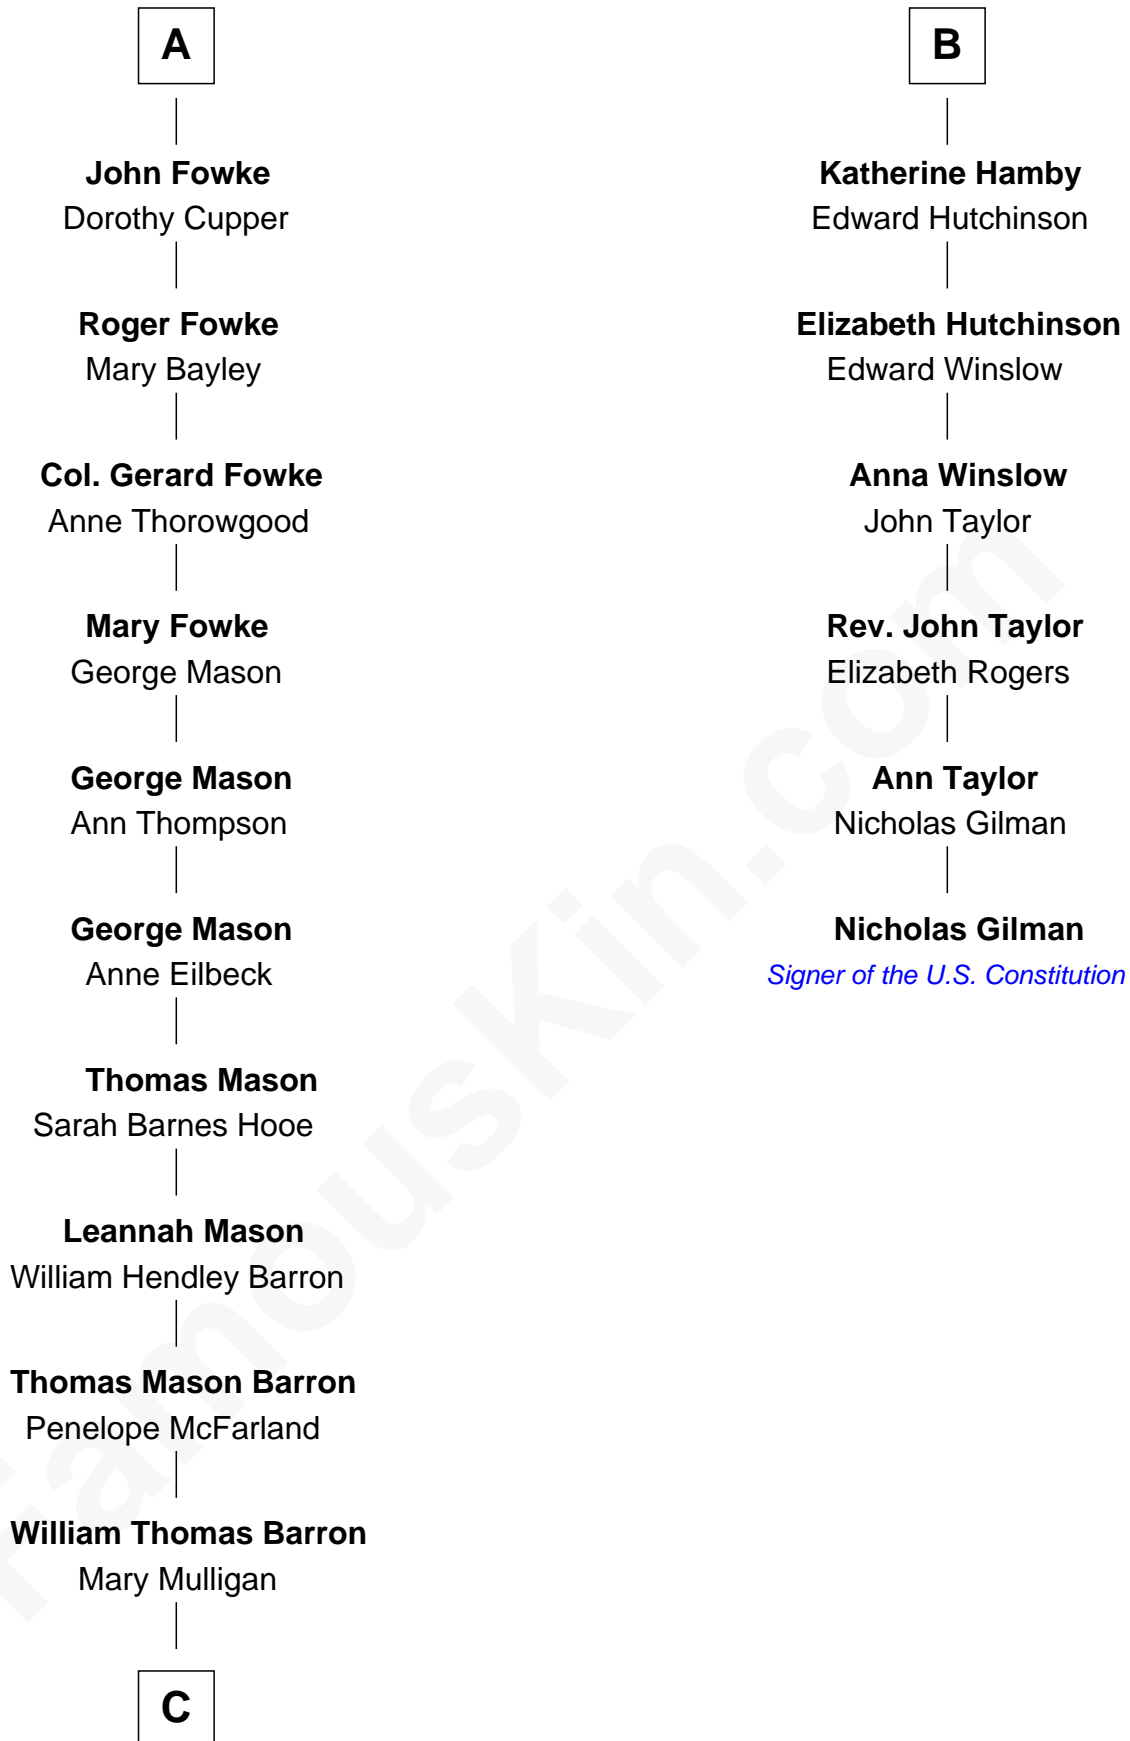 A
John Fowke
Dorothy Cupper
Roger Fowke
Mary Bayley
Col. Gerard Fowke
Anne Thorowgood
Mary Fowke
George Mason
George Mason
Ann Thompson
George Mason
Anne Eilbeck
Thomas Mason
Sarah Barnes Hooe
Leannah Mason
William Hendley Barron
Thomas Mason Barron
Penelope McFarland
William Thomas Barron
Mary Mulligan
C
B
Katherine Hamby
Edward Hutchinson
Elizabeth Hutchinson
Edward Winslow
Anna Winslow
John Taylor
Rev. John Taylor
Elizabeth Rogers
Ann Taylor
Nicholas Gilman
Nicholas Gilman
Signer of the U.S. Constitution
FamousKin.com